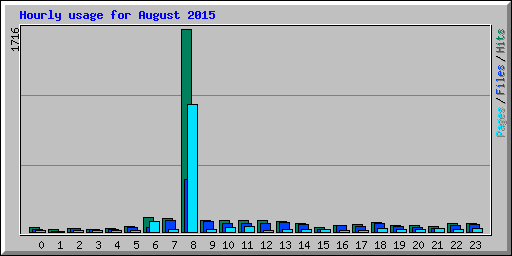 Hourly usage for August 2015
1716
Pages / Files / Hits
0 1 2 3 4 5 6 7 8 9 10 11 12 13 14 15 16 17 18 19 20 21 22 23